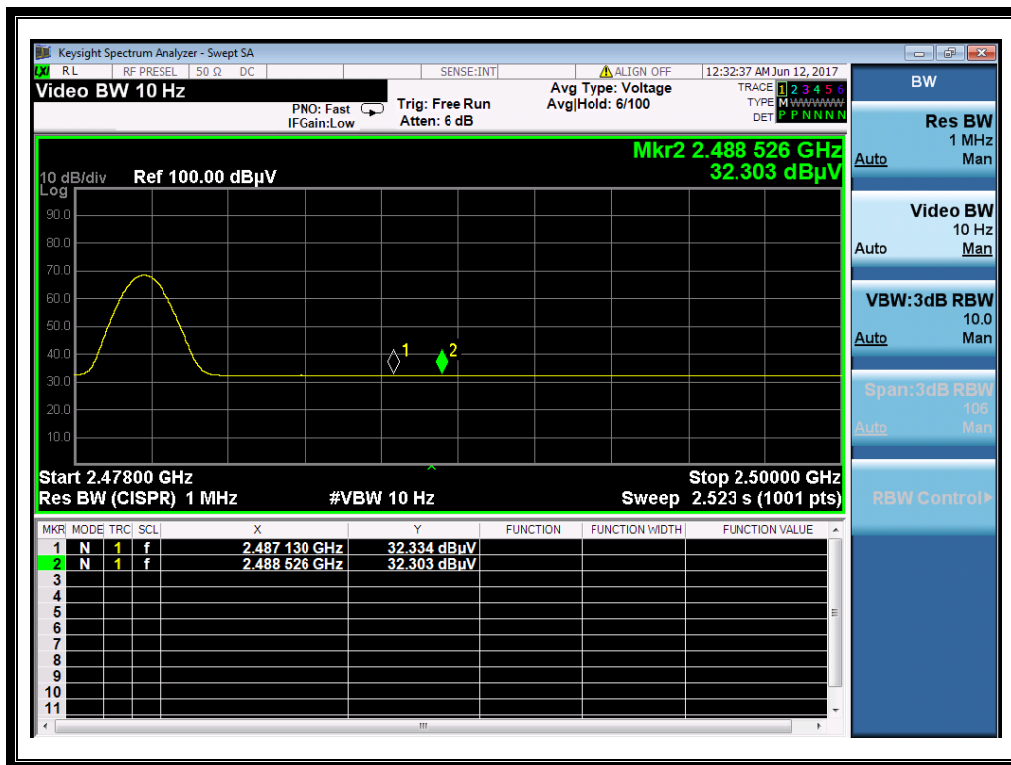 Keysight Spectrum Analyzer - Swept SA
LXI RL RF PRESEL 50 Ω DC SENSE:INT ALIGN OFF 12:32:37 AM Jun 12, 2017
Video BW 10 Hz
PNO: Fast
IFGain:Low
Trig: Free Run
Atten: 6 dB
Avg Type: Voltage
Avg|Hold: 6/100
TRACE 1 2 3 4 5 6
TYPE M WWWWW
DET P P N N N N
Mkr2 2.488 526 GHz
32.303 dBµV
10 dB/div Ref 100.00 dBµV
Log
90.0
80.0
70.0
60.0
50.0
40.0
30.0
20.0
10.0
1 2
Start 2.47800 GHz Stop 2.50000 GHz
Res BW (CISPR) 1 MHz #VBW 10 Hz Sweep 2.523 s (1001 pts)
MKR MODE TRC SCL X Y FUNCTION FUNCTION WIDTH FUNCTION VALUE
1 N 1 f 2.487 130 GHz 32.334 dBµV
2 N 1 f 2.488 526 GHz 32.303 dBµV
3
4
5
6
7
8
9
10
11
BW
Res BW
1 MHz
Auto Man
Video BW
10 Hz
Auto Man
VBW:3dB RBW
10.0
Auto Man
Span:3dB RBW
106
Auto Man
RBW Control